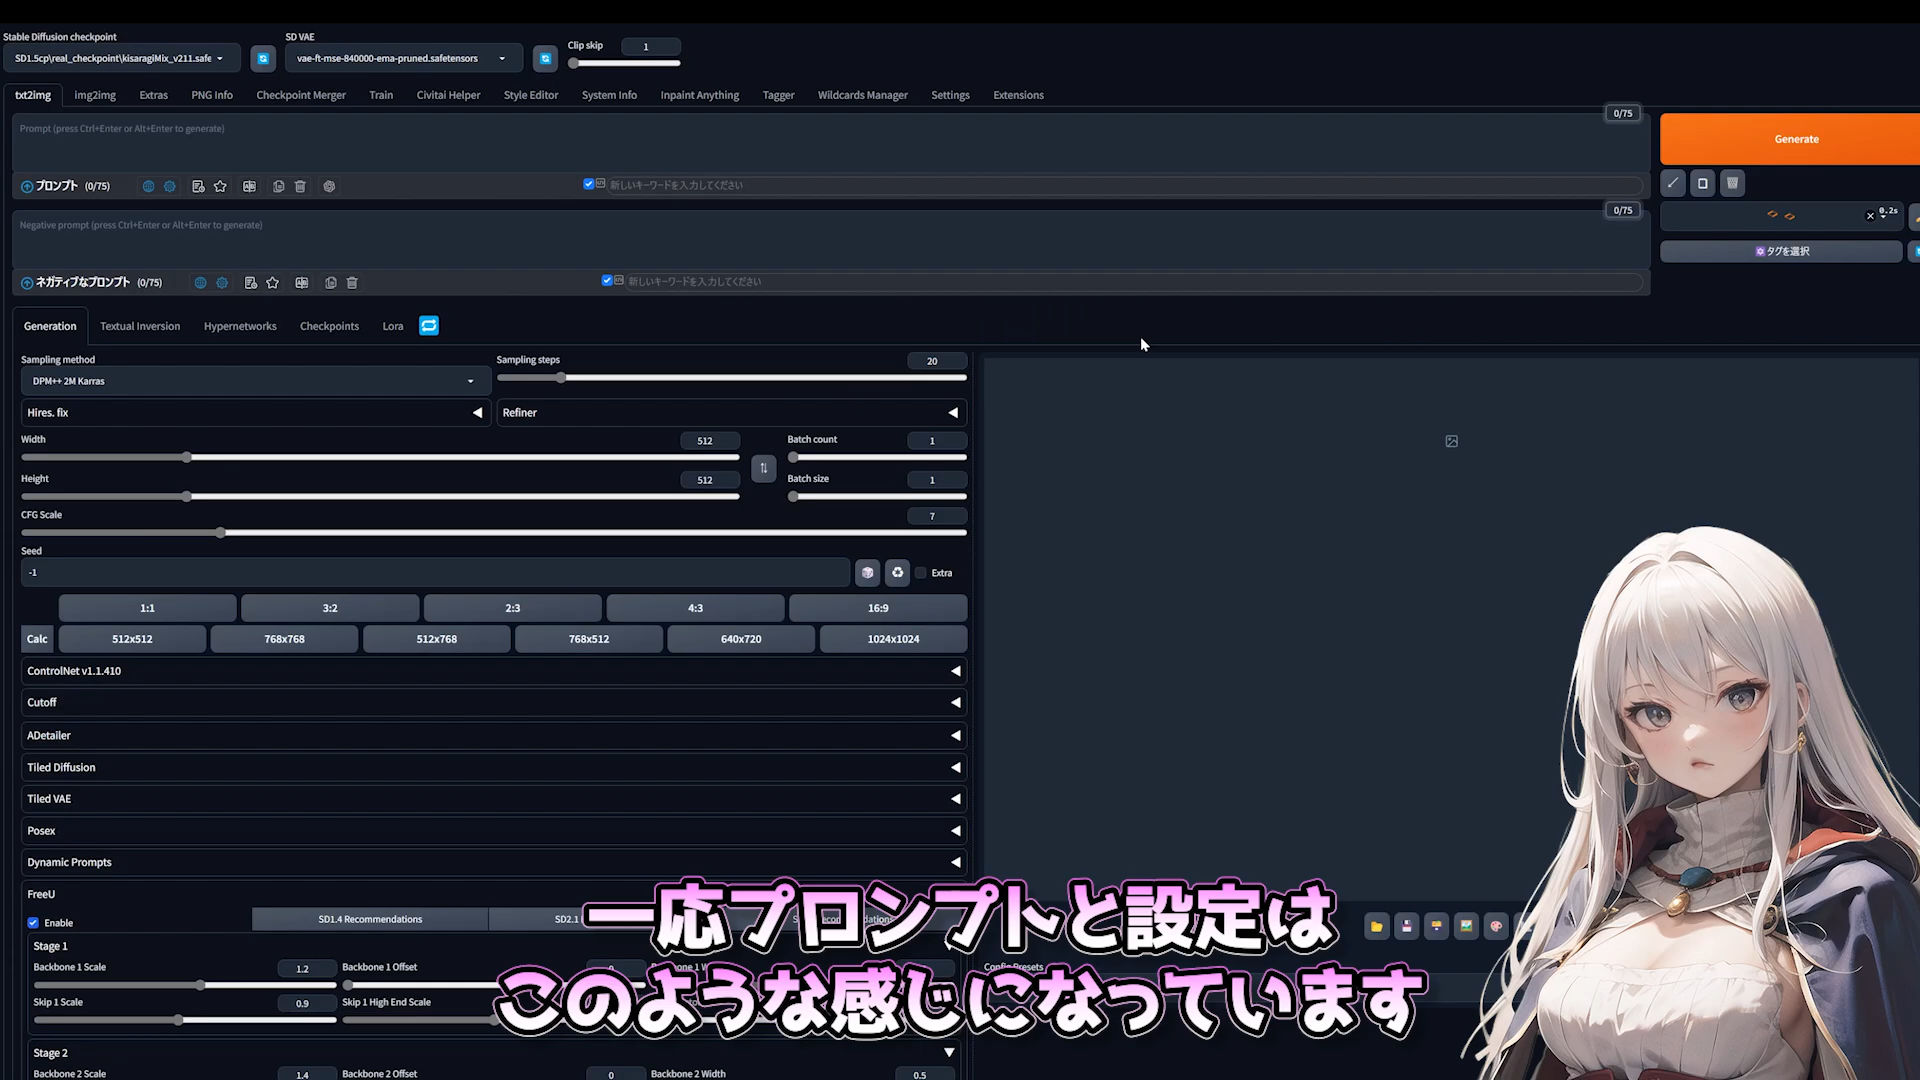 Stable Diffusion checkpoint
SD VAE
Clip skip
1
SD1.5cp\real_checkpoint\kisaragiMix_v211.safe
vae-ft-mse-840000-ema-pruned.safetensors
txt2img img2img Extras PNG Info Checkpoint Merger Train Civitai Helper Style Editor System Info Inpaint Anything Tagger Wildcards Manager Settings Extensions
0/75
Prompt (press Ctrl+Enter or Alt+Enter to generate)
Generate
プロンプト (0/75)
新しいキーワードを入力してください
0/75
0.2s
Negative prompt (press Ctrl+Enter or Alt+Enter to generate)
タグを選択
ネガティブなプロンプト (0/75)
新しいキーワードを入力してください
Generation Textual Inversion Hypernetworks Checkpoints Lora
Sampling method
Sampling steps
20
DPM++ 2M Karras
Hires. fix
Refiner
Width
512
Batch count
1
Height
512
Batch size
1
CFG Scale
7
Seed
-1
Extra
1:1 3:2 2:3 4:3 16:9
Calc 512x512 768x768 512x768 768x512 640x720 1024x1024
ControlNet v1.1.410
Cutoff
ADetailer
Tiled Diffusion
Tiled VAE
Posex
Dynamic Prompts
FreeU
Enable
SD1.4 Recommendations
SD2.1
一応プロンプトと設定は
このような感じになっています
Stage 1
Backbone 1 Scale
1.2
Backbone 1 Offset
Config Presets
Skip 1 Scale
0.9
Skip 1 High End Scale
Stage 2
Backbone 2 Scale
1.4
Backbone 2 Offset
0
Backbone 2 Width
0.5